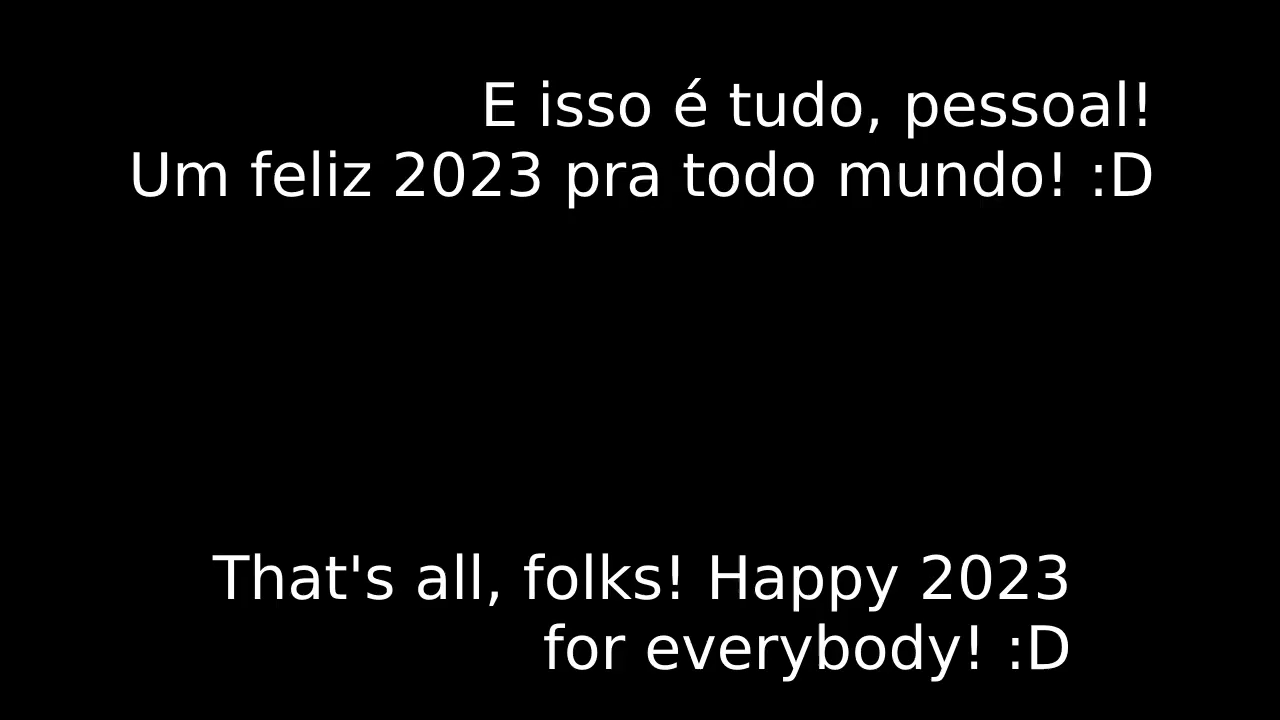 E isso é tudo, pessoal!
Um feliz 2023 pra todo mundo! :D
That's all, folks! Happy 2023
for everybody! :D